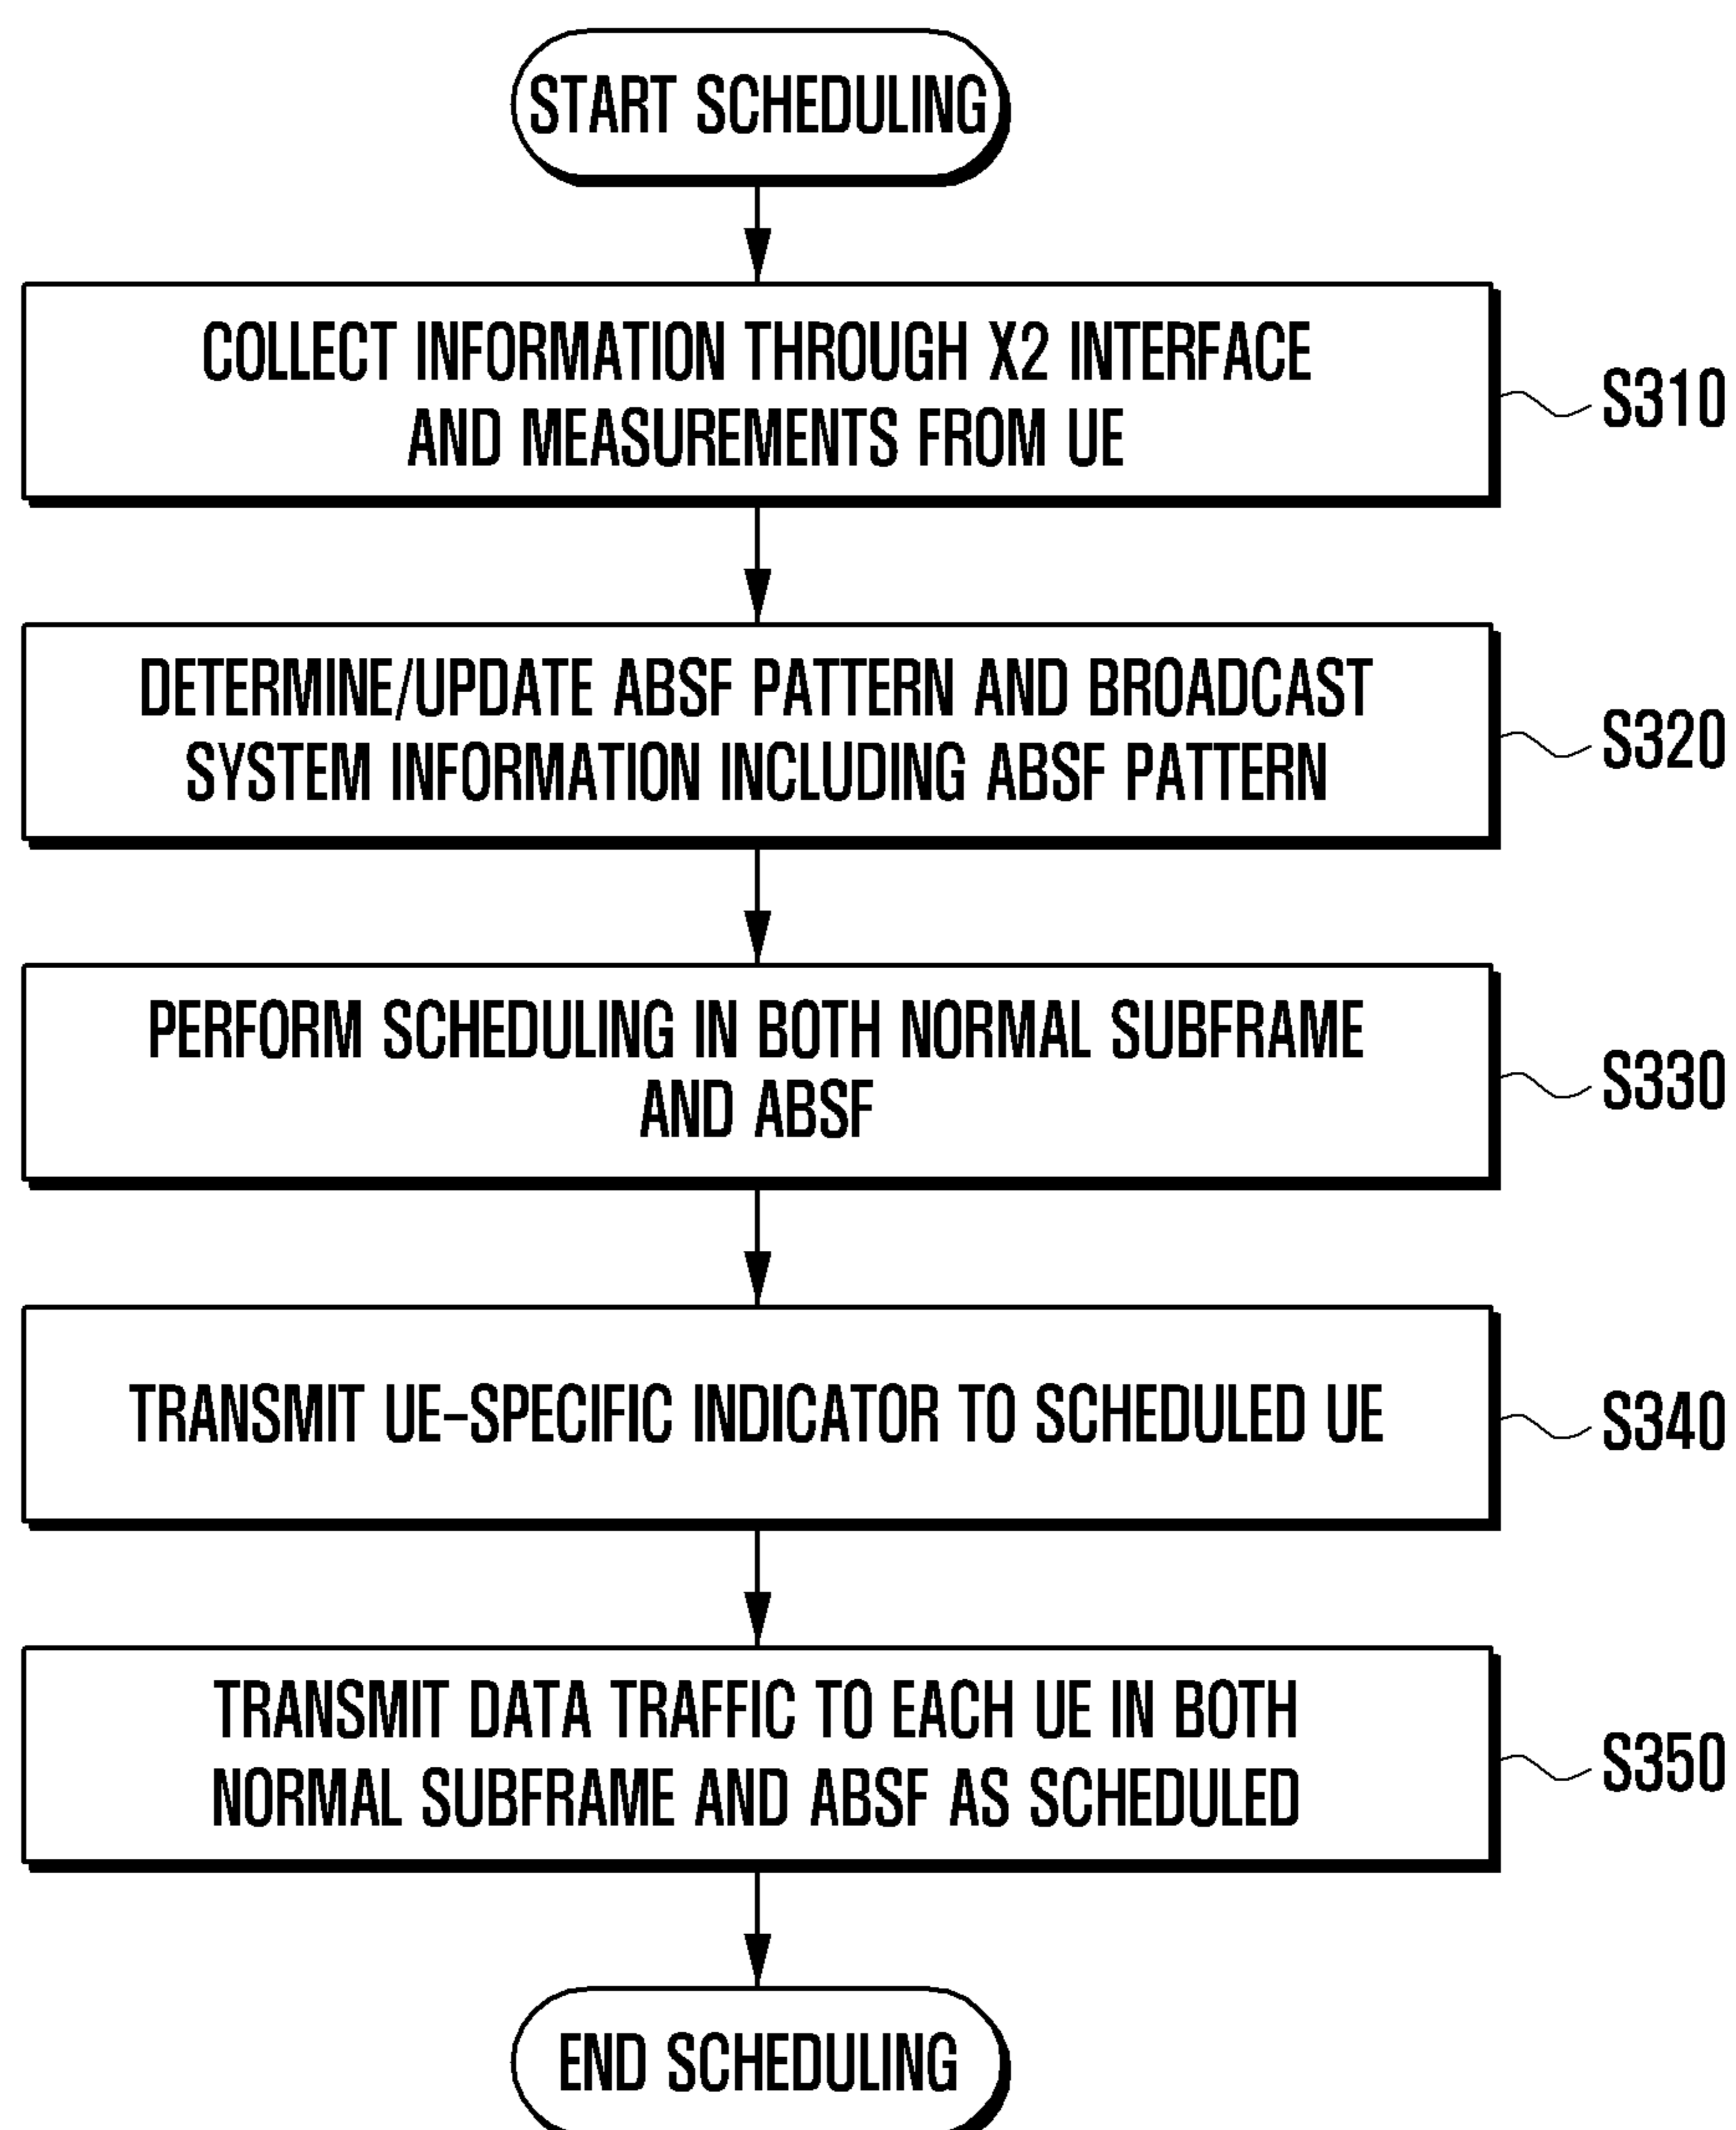 START SCHEDULING
COLLECT INFORMATION THROUGH X2 INTERFACE
AND MEASUREMENTS FROM UE
S310
DETERMINE/UPDATE ABSF PATTERN AND BROADCAST
SYSTEM INFORMATION INCLUDING ABSF PATTERN
S320
PERFORM SCHEDULING IN BOTH NORMAL SUBFRAME
AND ABSF
S330
TRANSMIT UE-SPECIFIC INDICATOR TO SCHEDULED UE
S340
TRANSMIT DATA TRAFFIC TO EACH UE IN BOTH
NORMAL SUBFRAME AND ABSF AS SCHEDULED
S350
END SCHEDULING